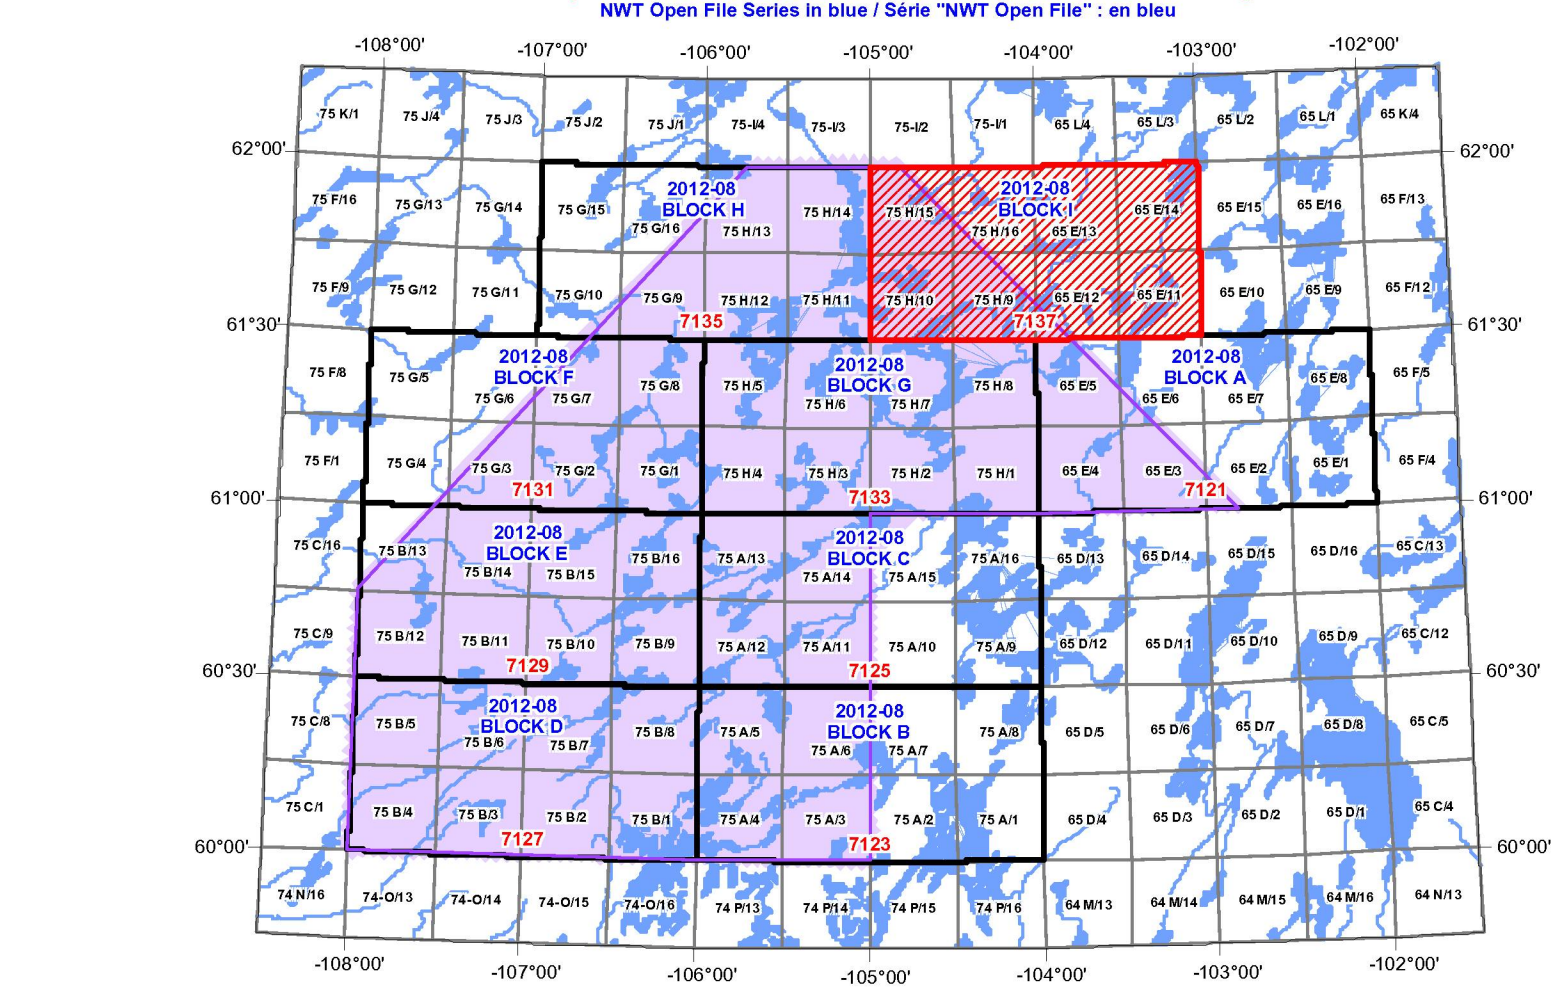 NWT Open File Series in blue / Série "NWT Open File" : en bleu
-108°00' -107°00' -106°00' -105°00' -104°00' -103°00' -102°00'
75 K/1 75 J/4 75 J/3 75 J/2 75 J/1 75-I/4 75-I/3 75-I/2 75-I/1 65 L/4 65 L/3 65 L/2 65 L/1 65 K/4
62°00' 62°00'
2012-08 2012-08
BLOCK H BLOCK I
75 F/16 75 G/13 75 G/14 75 G/15 75 G/16 75 H/13 75 H/14 75 H/15 75 H/16 65 E/13 65 E/14 65 E/15 65 E/16 65 F/13
75 F/9 75 G/12 75 G/11 75 G/10 75 G/9 75 H/12 75 H/11 75 H/10 75 H/9 65 E/12 65 E/11 65 E/10 65 E/9 65 F/12
7135 7137
61°30' 61°30'
2012-08 2012-08 2012-08
BLOCK F BLOCK G BLOCK A
75 F/8 75 G/5 75 G/6 75 G/7 75 G/8 75 H/5 75 H/6 75 H/7 75 H/8 65 E/5 65 E/6 65 E/7 65 E/8 65 F/5
75 F/1 75 G/4 75 G/3 75 G/2 75 G/1 75 H/4 75 H/3 75 H/2 75 H/1 65 E/4 65 E/3 65 E/2 65 E/1 65 F/4
7131 7133 7121
61°00' 61°00'
2012-08 2012-08
BLOCK E BLOCK C
75 C/16 75 B/13 75 B/14 75 B/15 75 B/16 75 A/13 75 A/14 75 A/15 75 A/16 65 D/13 65 D/14 65 D/15 65 D/16 65 C/13
75 C/9 75 B/12 75 B/11 75 B/10 75 B/9 75 A/12 75 A/11 75 A/10 75 A/9 65 D/12 65 D/11 65 D/10 65 D/9 65 C/12
7129 7125
60°30' 60°30'
2012-08 2012-08
BLOCK D BLOCK B
75 C/8 75 B/5 75 B/6 75 B/7 75 B/8 75 A/5 75 A/6 75 A/7 75 A/8 65 D/5 65 D/6 65 D/7 65 D/8 65 C/5
75 C/1 75 B/4 75 B/3 75 B/2 75 B/1 75 A/4 75 A/3 75 A/2 75 A/1 65 D/4 65 D/3 65 D/2 65 D/1 65 C/4
7127 7123
60°00' 60°00'
74 N/16 74-O/13 74-O/14 74-O/15 74-O/16 74 P/13 74 P/14 74 P/15 74 P/16 64 M/13 64 M/14 64 M/15 64 M/16 64 N/13
-108°00' -107°00' -106°00' -105°00' -104°00' -103°00' -102°00'